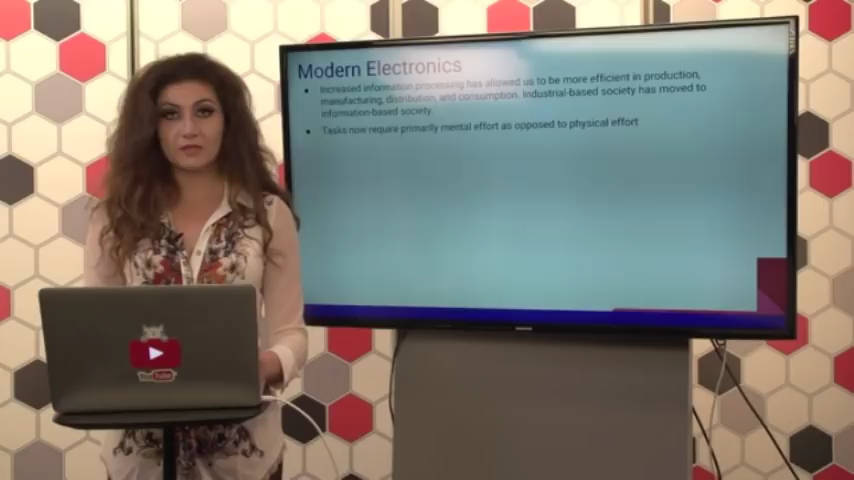 Modern Electronics
• Increased information processing has allowed us to be more efficient in production,
manufacturing, distribution, and consumption. Industrial-based society has moved to
information-based society.
• Tasks now require primarily mental effort as opposed to physical effort
YouTube
SAMSUNG